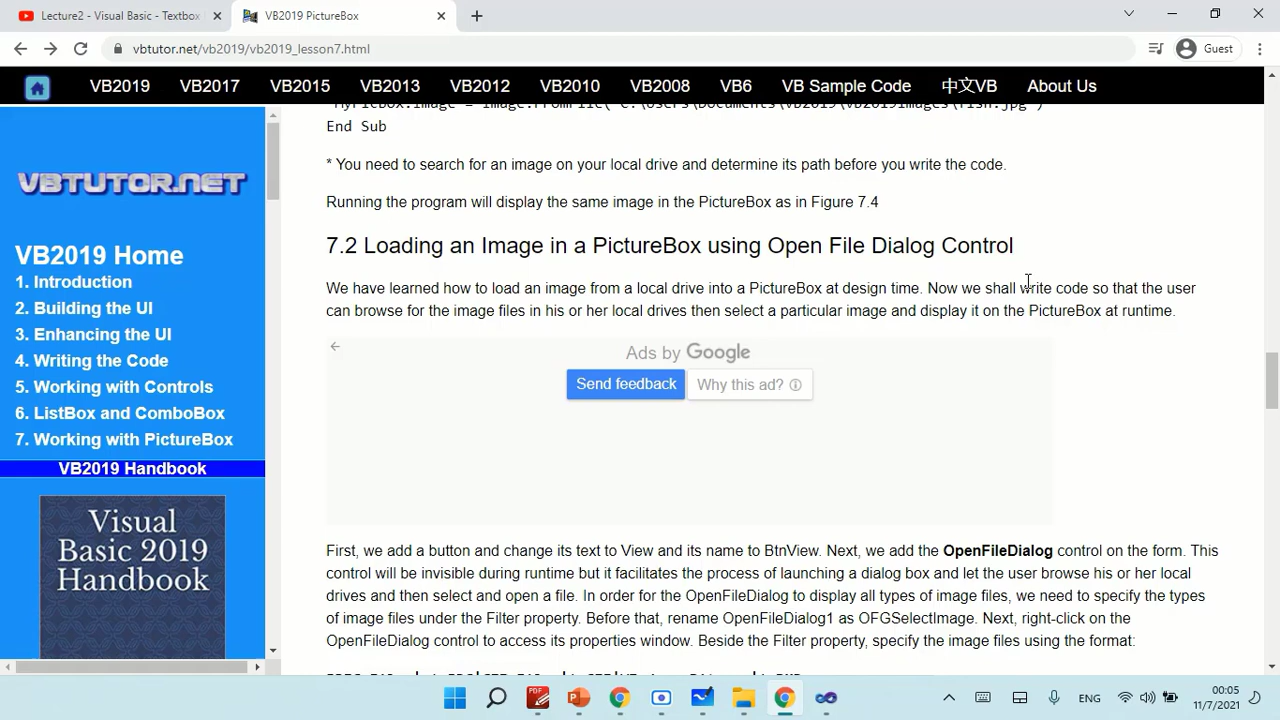 Lecture2 - Visual Basic - Textbox
VB2019 PictureBox
vbtutor.net/vb2019/vb2019_lesson7.html
Guest
VB2019
VB2017
VB2015
VB2013
VB2012
VB2010
VB2008
VB6
VB Sample Code
中文VB
About Us
VBTUTOR.NET
VB2019 Home
1. Introduction
2. Building the UI
3. Enhancing the UI
4. Writing the Code
5. Working with Controls
6. ListBox and ComboBox
7. Working with PictureBox
VB2019 Handbook
Visual
Basic 2019
Handbook
End Sub
* You need to search for an image on your local drive and determine its path before you write the code.
Running the program will display the same image in the PictureBox as in Figure 7.4
7.2 Loading an Image in a PictureBox using Open File Dialog Control
We have learned how to load an image from a local drive into a PictureBox at design time. Now we shall write code so that the user
can browse for the image files in his or her local drives then select a particular image and display it on the PictureBox at runtime.
Ads by Google
Send feedback
Why this ad?
First, we add a button and change its text to View and its name to BtnView. Next, we add the OpenFileDialog control on the form. This
control will be invisible during runtime but it facilitates the process of launching a dialog box and let the user browse his or her local
drives and then select and open a file. In order for the OpenFileDialog to display all types of image files, we need to specify the types
of image files under the Filter property. Before that, rename OpenFileDialog1 as OFGSelectImage. Next, right-click on the
OpenFileDialog control to access its properties window. Beside the Filter property, specify the image files using the format:
PDF
ENG
00:05
11/7/2021